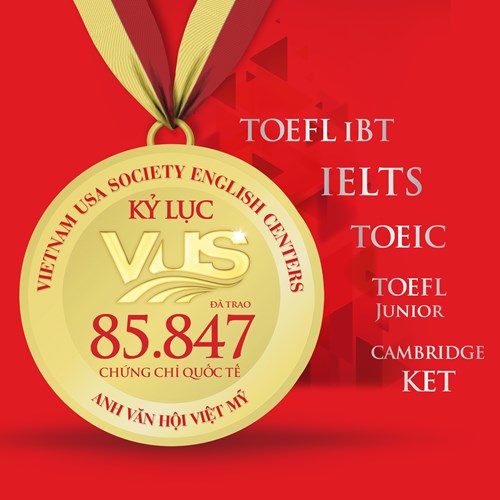 VIETNAM USA SOCIETY ENGLISH CENTERS
KỶ LỤC
VUS
ĐÃ TRAO
85.847
CHỨNG CHỈ QUỐC TẾ
ANH VĂN HỘI VIỆT MỸ
TOEFL iBT
IELTS
TOEIC
TOEFL
JUNIOR
CAMBRIDGE
KET